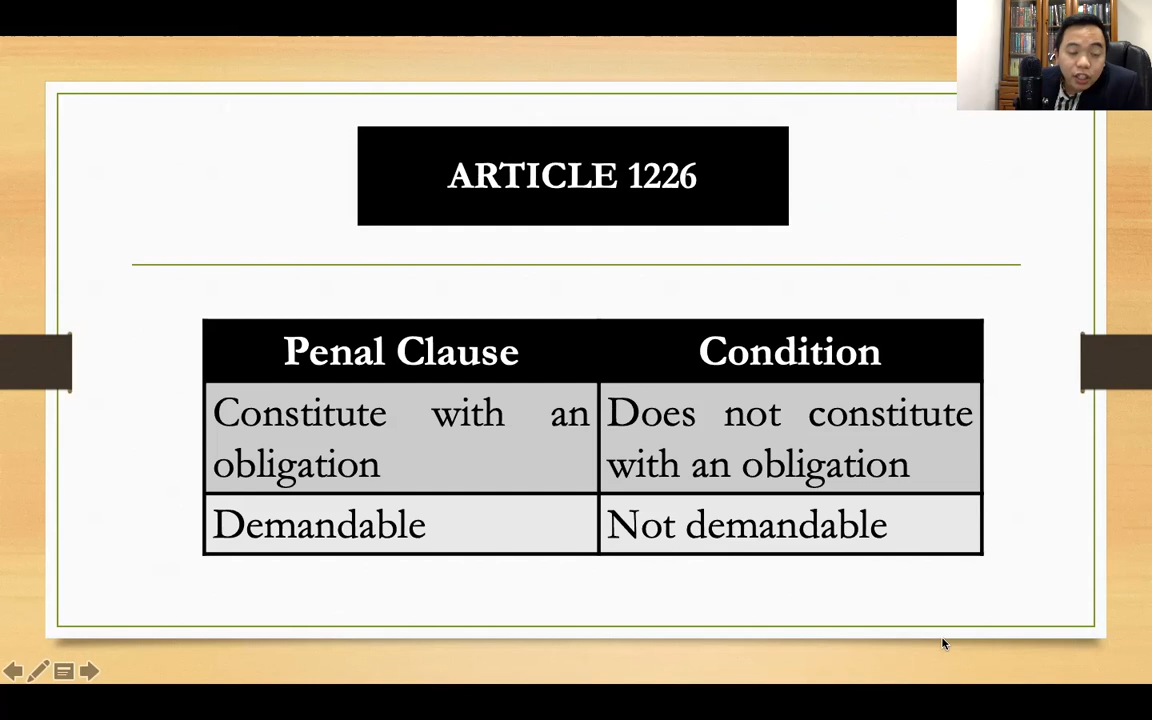 ARTICLE 1226
Penal Clause Condition
Constitute with an
obligation
Does not constitute
with an obligation
Demandable
Not demandable